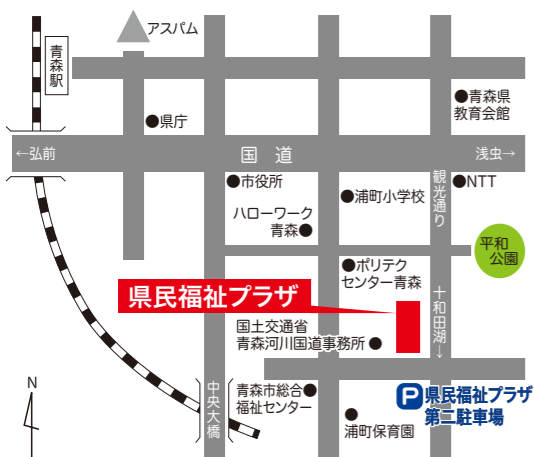 アスパム
青森駅
●県庁
●青森県
教育会館
←弘前
国道
浅虫→
●市役所
●NTT
観光通り
●浦町小学校
ハローワーク
青森●
平和
公園
●ポリテク
センター青森
県民福祉プラザ
十和田湖→
国土交通省
青森河川国道事務所●
中央大橋
青森市総合●
福祉センター
P 県民福祉プラザ
第二駐車場
●
浦町保育園
N